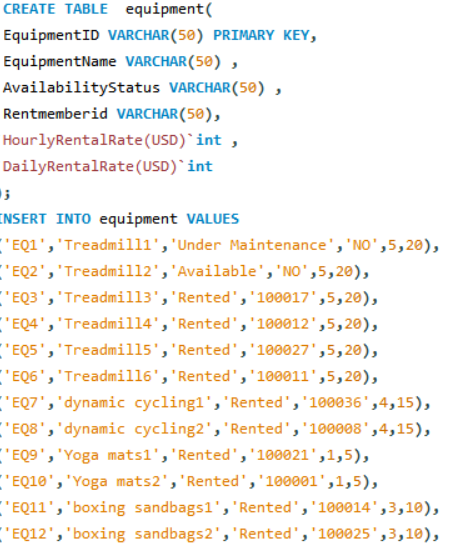 CREATE TABLE equipment(
EquipmentID VARCHAR(50) PRIMARY KEY,
EquipmentName VARCHAR(50) ,
AvailabilityStatus VARCHAR(50) ,
Rentmemberid VARCHAR(50),
HourlyRentalRate(USD)`int ,
DailyRentalRate(USD)`int
);
INSERT INTO equipment VALUES
('EQ1','Treadmill1','Under Maintenance','NO',5,20),
('EQ2','Treadmill2','Available','NO',5,20),
('EQ3','Treadmill3','Rented','100017',5,20),
('EQ4','Treadmill4','Rented','100012',5,20),
('EQ5','Treadmill5','Rented','100027',5,20),
('EQ6','Treadmill6','Rented','100011',5,20),
('EQ7','dynamic cycling1','Rented','100036',4,15),
('EQ8','dynamic cycling2','Rented','100008',4,15),
('EQ9','Yoga mats1','Rented','100021',1,5),
('EQ10','Yoga mats2','Rented','100001',1,5),
('EQ11','boxing sandbags1','Rented','100014',3,10),
('EQ12','boxing sandbags2','Rented','100025',3,10),